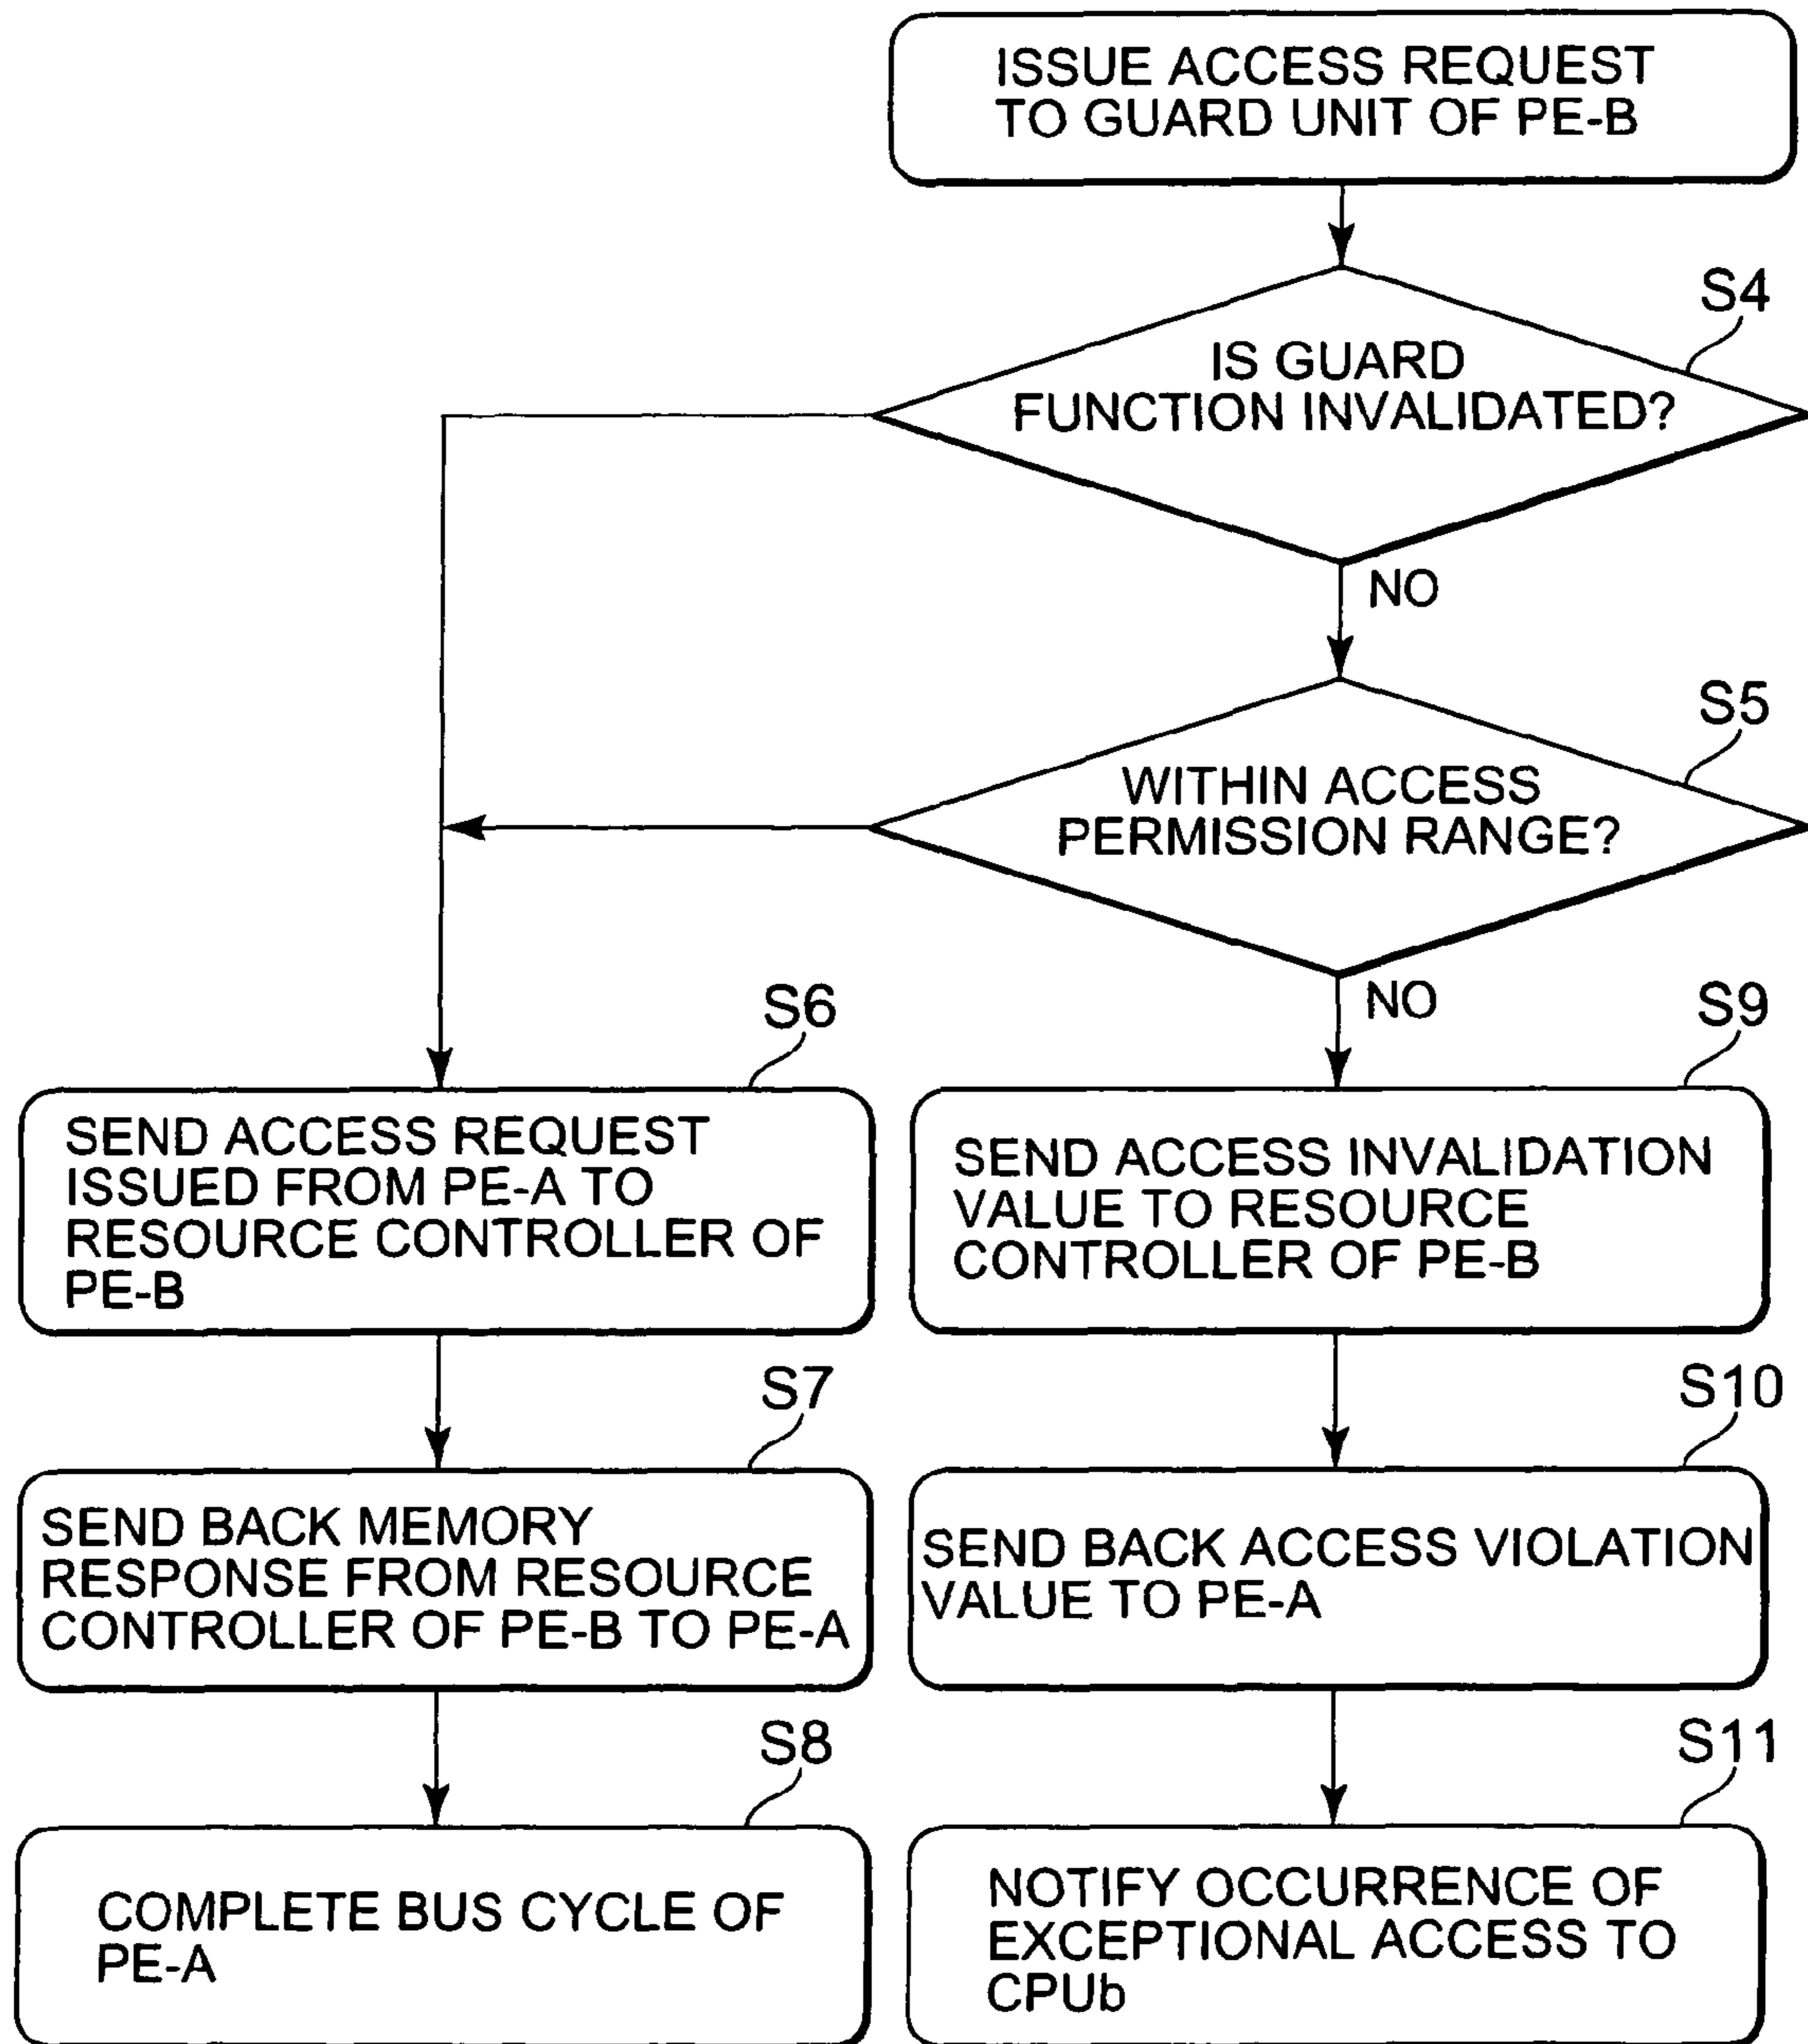 ISSUE ACCESS REQUEST
TO GUARD UNIT OF PE-B
S4
IS GUARD
FUNCTION INVALIDATED?
NO
S5
WITHIN ACCESS
PERMISSION RANGE?
NO
S6
SEND ACCESS REQUEST
ISSUED FROM PE-A TO
RESOURCE CONTROLLER OF
PE-B
S9
SEND ACCESS INVALIDATION
VALUE TO RESOURCE
CONTROLLER OF PE-B
S7
SEND BACK MEMORY
RESPONSE FROM RESOURCE
CONTROLLER OF PE-B TO PE-A
S10
SEND BACK ACCESS VIOLATION
VALUE TO PE-A
S8
COMPLETE BUS CYCLE OF
PE-A
S11
NOTIFY OCCURRENCE OF
EXCEPTIONAL ACCESS TO
CPUb